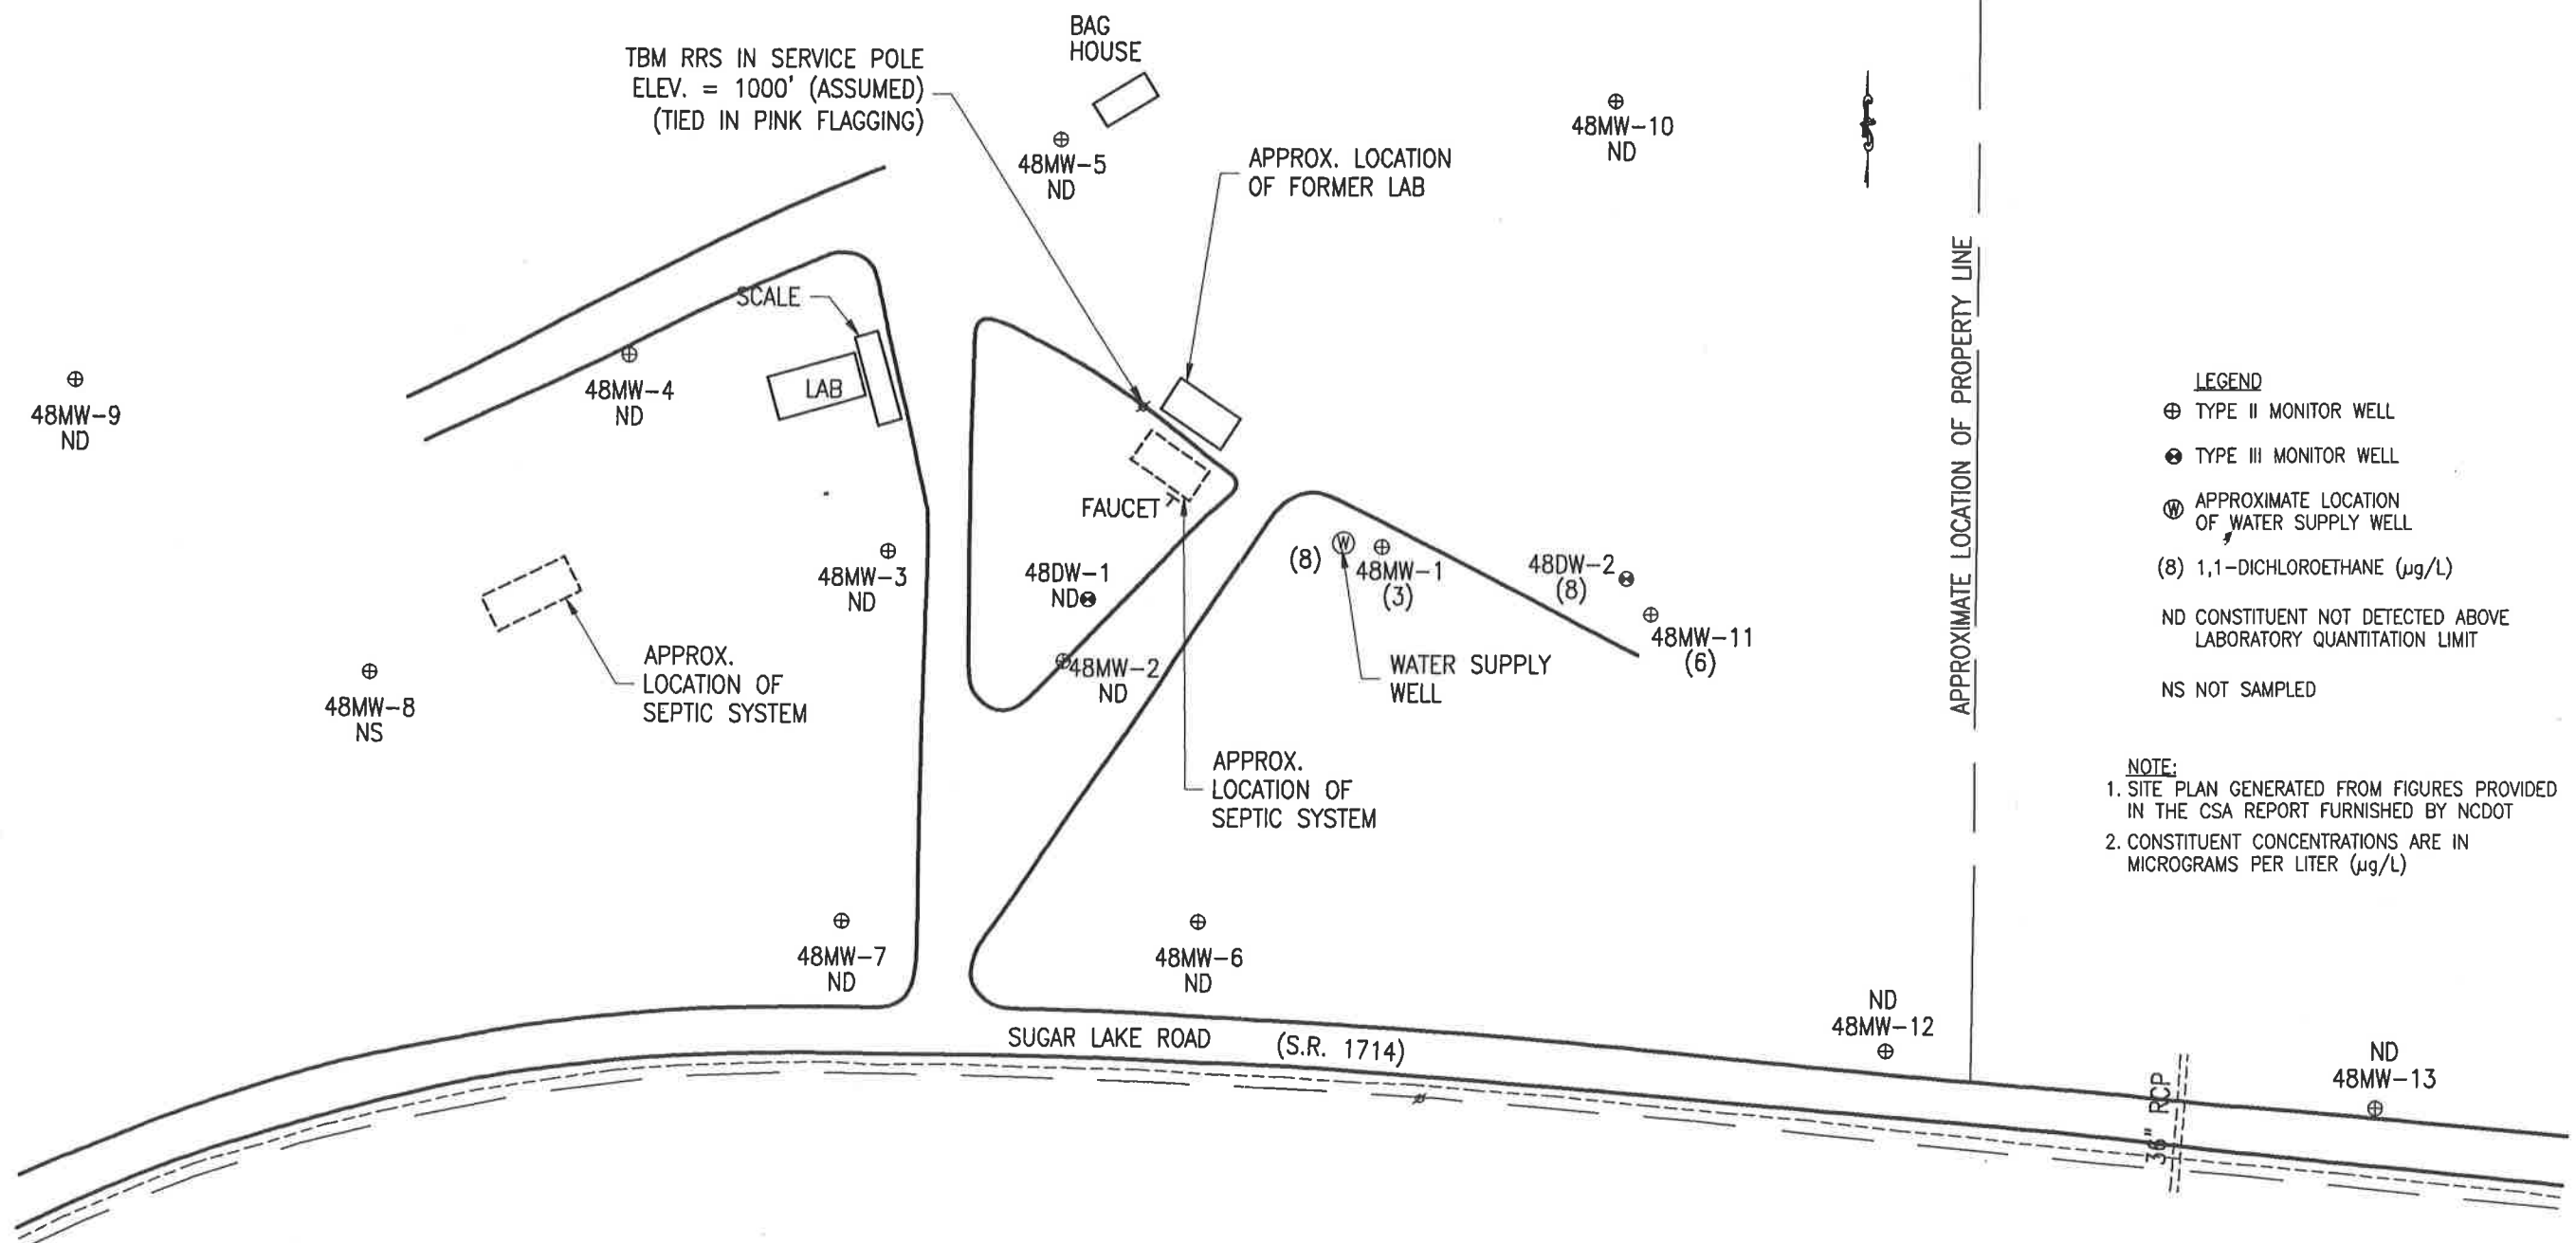 BAG
HOUSE
TBM RRS IN SERVICE POLE
ELEV. = 1000' (ASSUMED)
(TIED IN PINK FLAGGING)
48MW-5
ND
48MW-10
ND
APPROX. LOCATION
OF FORMER LAB
SCALE
LAB
48MW-4
ND
48MW-9
ND
FAUCET
48MW-3
ND
48DW-1
ND
48MW-2
ND
(8)
W
48MW-1
(3)
48DW-2
(8)
48MW-11
(6)
WATER SUPPLY
WELL
APPROX.
LOCATION OF
SEPTIC SYSTEM
48MW-8
NS
APPROX.
LOCATION OF
SEPTIC SYSTEM
48MW-7
ND
48MW-6
ND
ND
48MW-12
ND
48MW-13
SUGAR LAKE ROAD (S.R. 1714)
36" RCP
APPROXIMATE LOCATION OF PROPERTY LINE
LEGEND
TYPE II MONITOR WELL
TYPE III MONITOR WELL
W APPROXIMATE LOCATION
OF WATER SUPPLY WELL
(8) 1,1-DICHLOROETHANE (µg/L)
ND CONSTITUENT NOT DETECTED ABOVE
LABORATORY QUANTITATION LIMIT
NS NOT SAMPLED
NOTE:
1. SITE PLAN GENERATED FROM FIGURES PROVIDED
IN THE CSA REPORT FURNISHED BY NCDOT
2. CONSTITUENT CONCENTRATIONS ARE IN
MICROGRAMS PER LITER (µg/L)